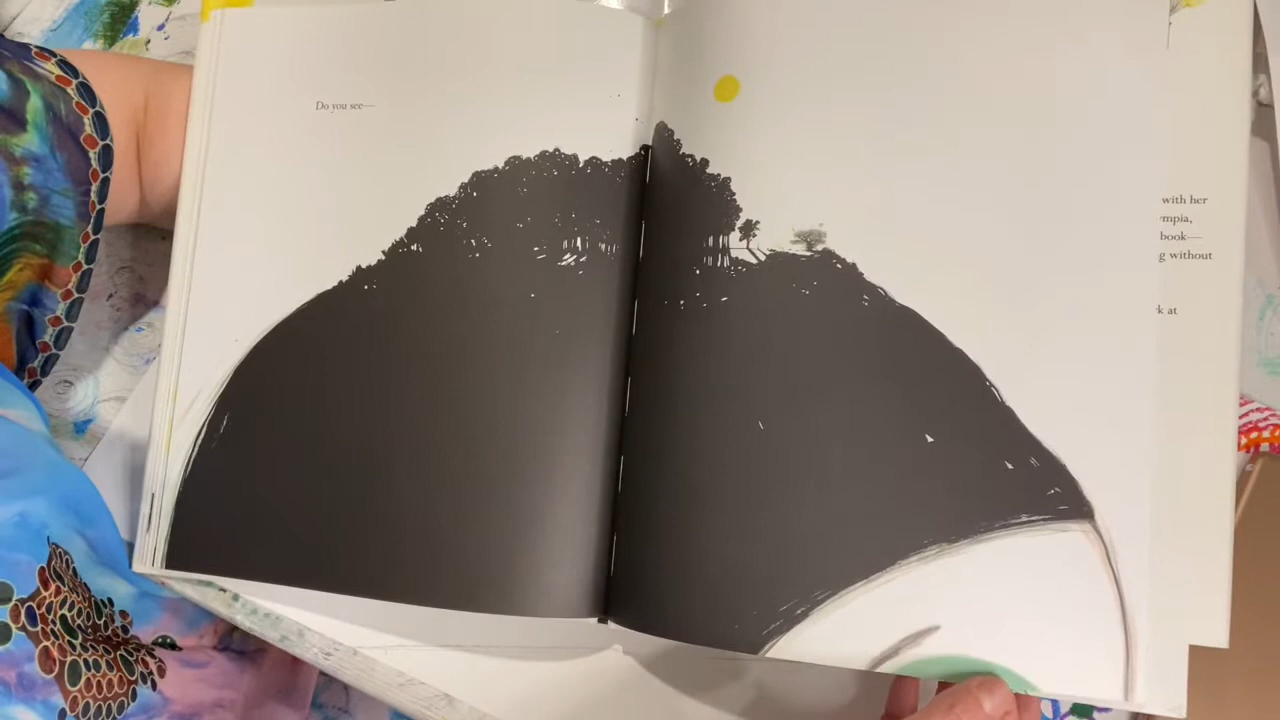 Do you see—
with her
mpia,
book—
g without
k at